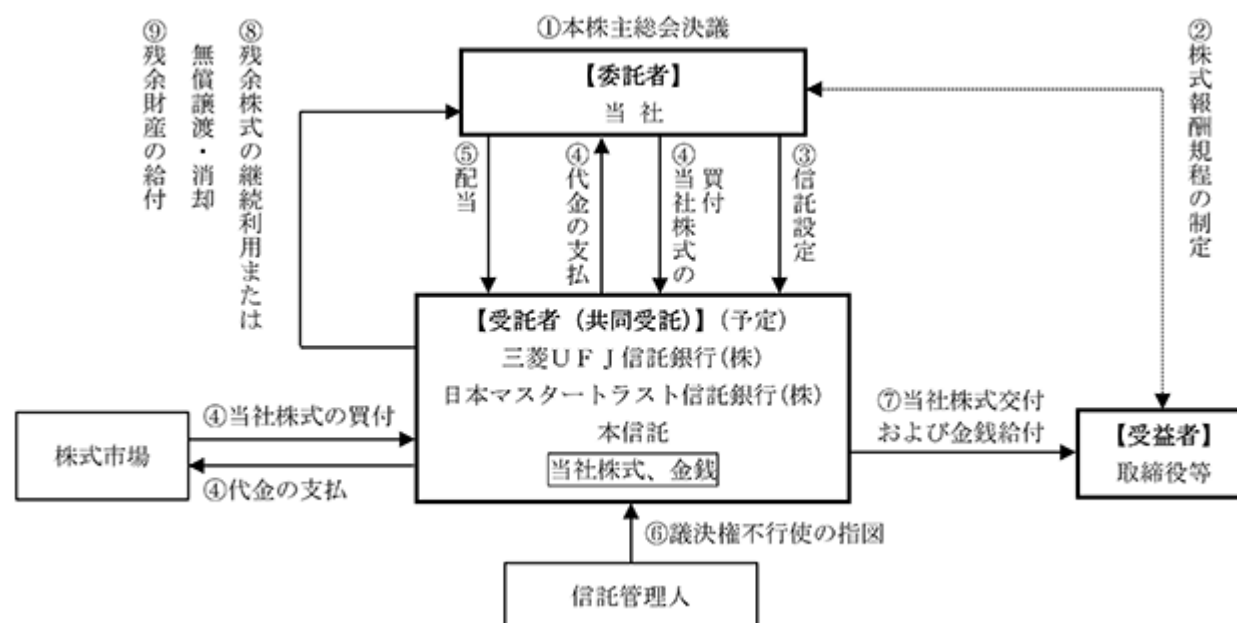 ①本株主総会決議
【委託者】
当 社
⑨残余財産の給付
⑧残余株式の継続利用または
無償譲渡・消却
②株式報酬規程の制定
⑤配当
④代金の支払
④当社株式の
買付
③信託設定
【受託者（共同受託）】(予定)
三菱ＵＦＪ信託銀行(株)
日本マスタートラスト信託銀行(株)
本信託
当社株式、金銭
株式市場
④当社株式の買付
④代金の支払
⑦当社株式交付
および金銭給付
【受益者】
取締役等
⑥議決権不行使の指図
信託管理人